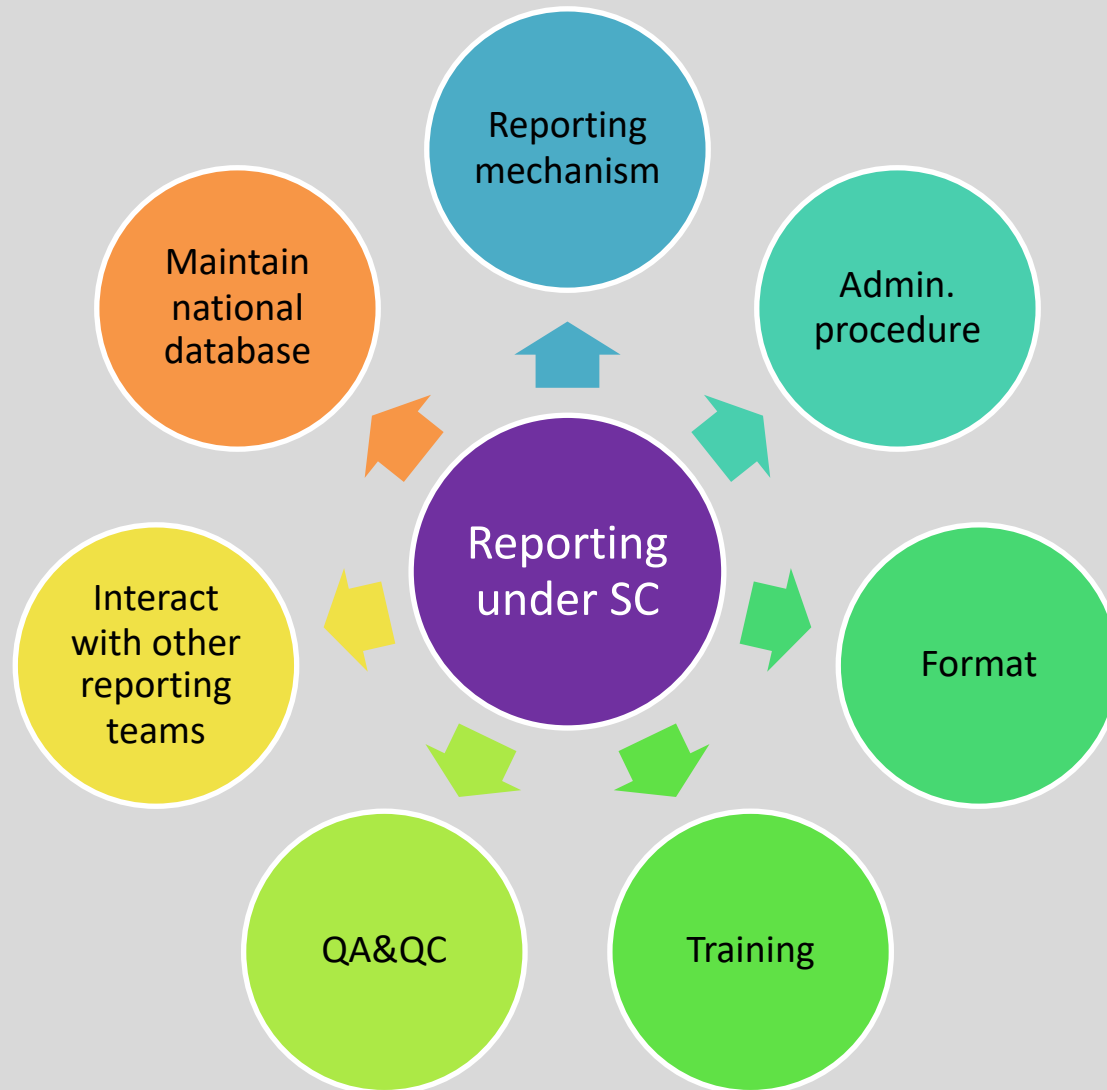 Reporting
mechanism
Admin.
procedure
Format
Training
QA&QC
Interact
with other
reporting
teams
Maintain
national
database
Reporting
under SC